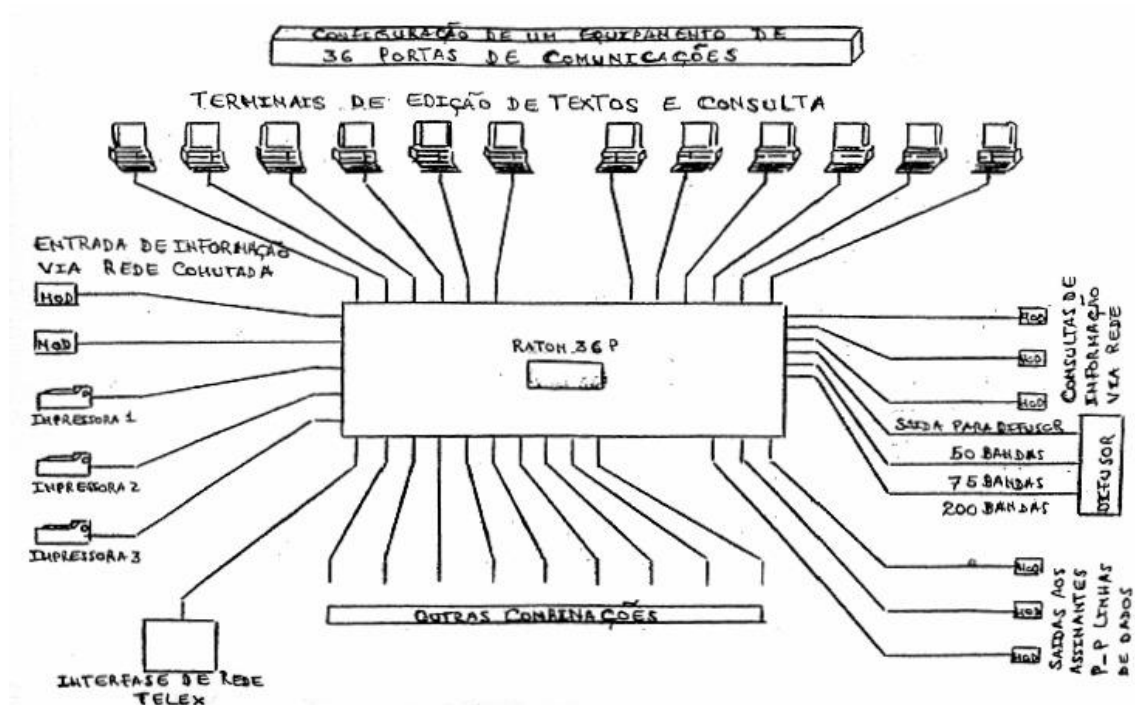 CONFIGURAÇÃO DE UM EQUIPAMENTO DE
36 PORTAS DE COMUNICAÇÕES
TERMINAIS DE EDIÇÃO DE TEXTOS E CONSULTA
ENTRADA DE INFORMAÇÃO
VIA REDE COMUTADA
MOD
MOD
IMPRESSORA 1
IMPRESSORA 2
IMPRESSORA 3
INTERFASE DE REDE
TELEX
RATON 36 P
OUTRAS COMBINAÇÕES
MOD
MOD
MOD
CONSULTAS DE
INFORMAÇÃO
VIA REDE
SAIDA PARA DIFUSOR
50 BANDAS
75 BANDAS
200 BANDAS
DIFUSOR
MOD
MOD
MOD
SAIDAS AOS
ASSINANTES
P-P LINHAS
DE DADOS